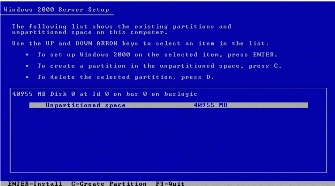 Windows 2000 Server Setup
The following list shows the existing partitions and
unpartitioned space on this computer.
Use the UP and DOWN ARROW keys to select an item in the list.
• To set up Windows 2000 on the selected item, press ENTER.
• To create a partition in the unpartitioned space, press C.
• To delete the selected partition, press D.
40955 MB Disk 0 at Id 0 on bus 0 on buslogic
Unpartitioned space 40955 MB
ENTER=Install C=Create Partition F3=Quit